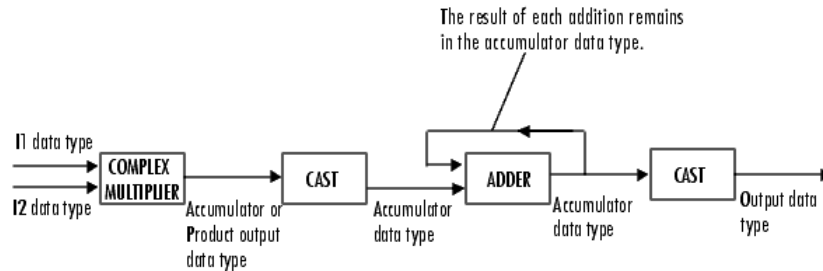 The result of each addition remains
in the accumulator data type.
I1 data type
I2 data type
COMPLEX
MULTIPLIER
Accumulator or
Product output
data type
CAST
Accumulator
data type
ADDER
Accumulator
data type
CAST
Output data
type